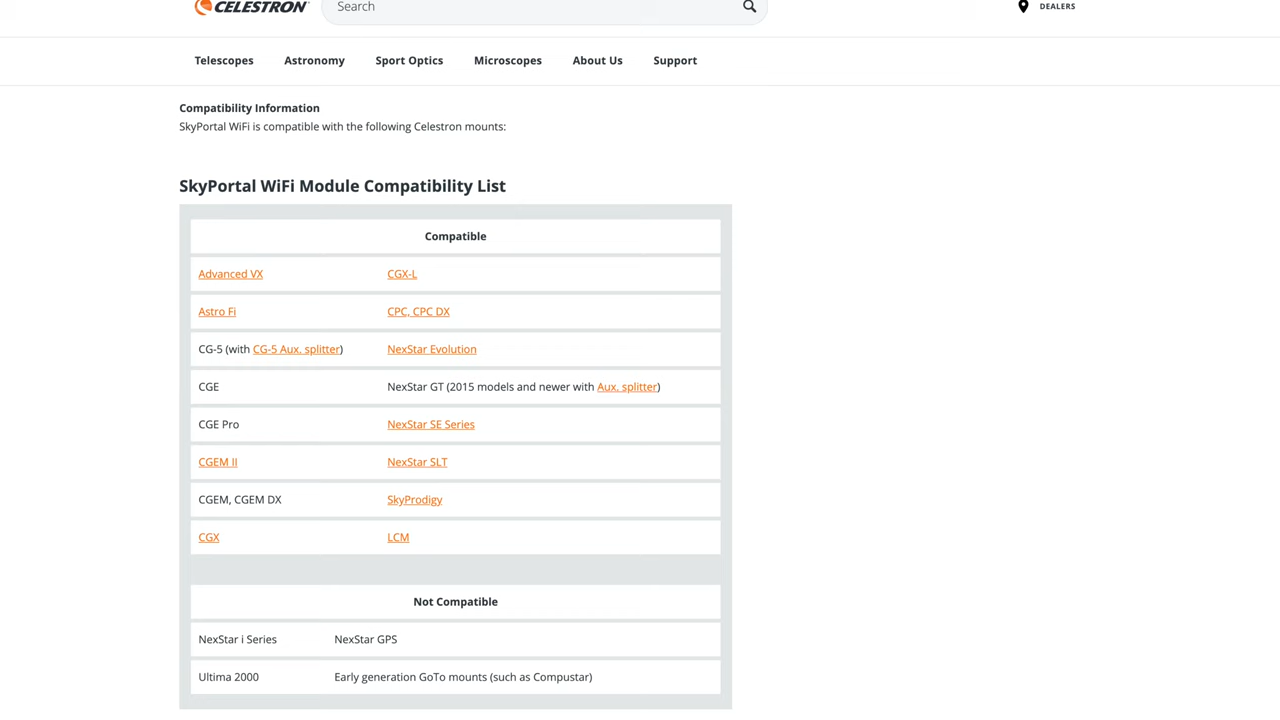 CELESTRON
Search
DEALERS
Telescopes Astronomy Sport Optics Microscopes About Us Support
Compatibility Information
SkyPortal WiFi is compatible with the following Celestron mounts:
SkyPortal WiFi Module Compatibility List
Compatible
Advanced VX CGX-L
Astro Fi CPC, CPC DX
CG-5 (with CG-5 Aux. splitter) NexStar Evolution
CGE NexStar GT (2015 models and newer with Aux. splitter)
CGE Pro NexStar SE Series
CGEM II NexStar SLT
CGEM, CGEM DX SkyProdigy
CGX LCM
Not Compatible
NexStar i Series NexStar GPS
Ultima 2000 Early generation GoTo mounts (such as Compustar)